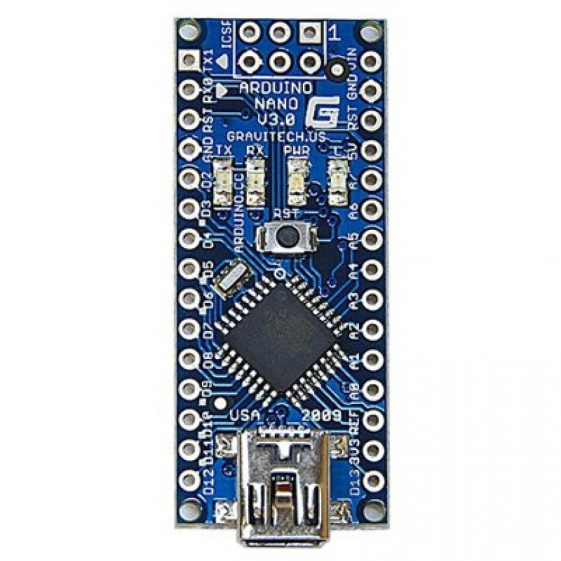 ICSP
1
TX1
RX0
RST
GND
D2
D3
D4
D5
D6
D7
D8
D9
D10
D11
D12
ARDUINO
NANO
V3.0
G
GRAVITECH.US
TX RX PWR L
ARDUINO.CC
RST
USA 2009
VIN
GND
RST
5V
A7
A6
A5
A4
A3
A2
A1
A0
REF
3V3
D13